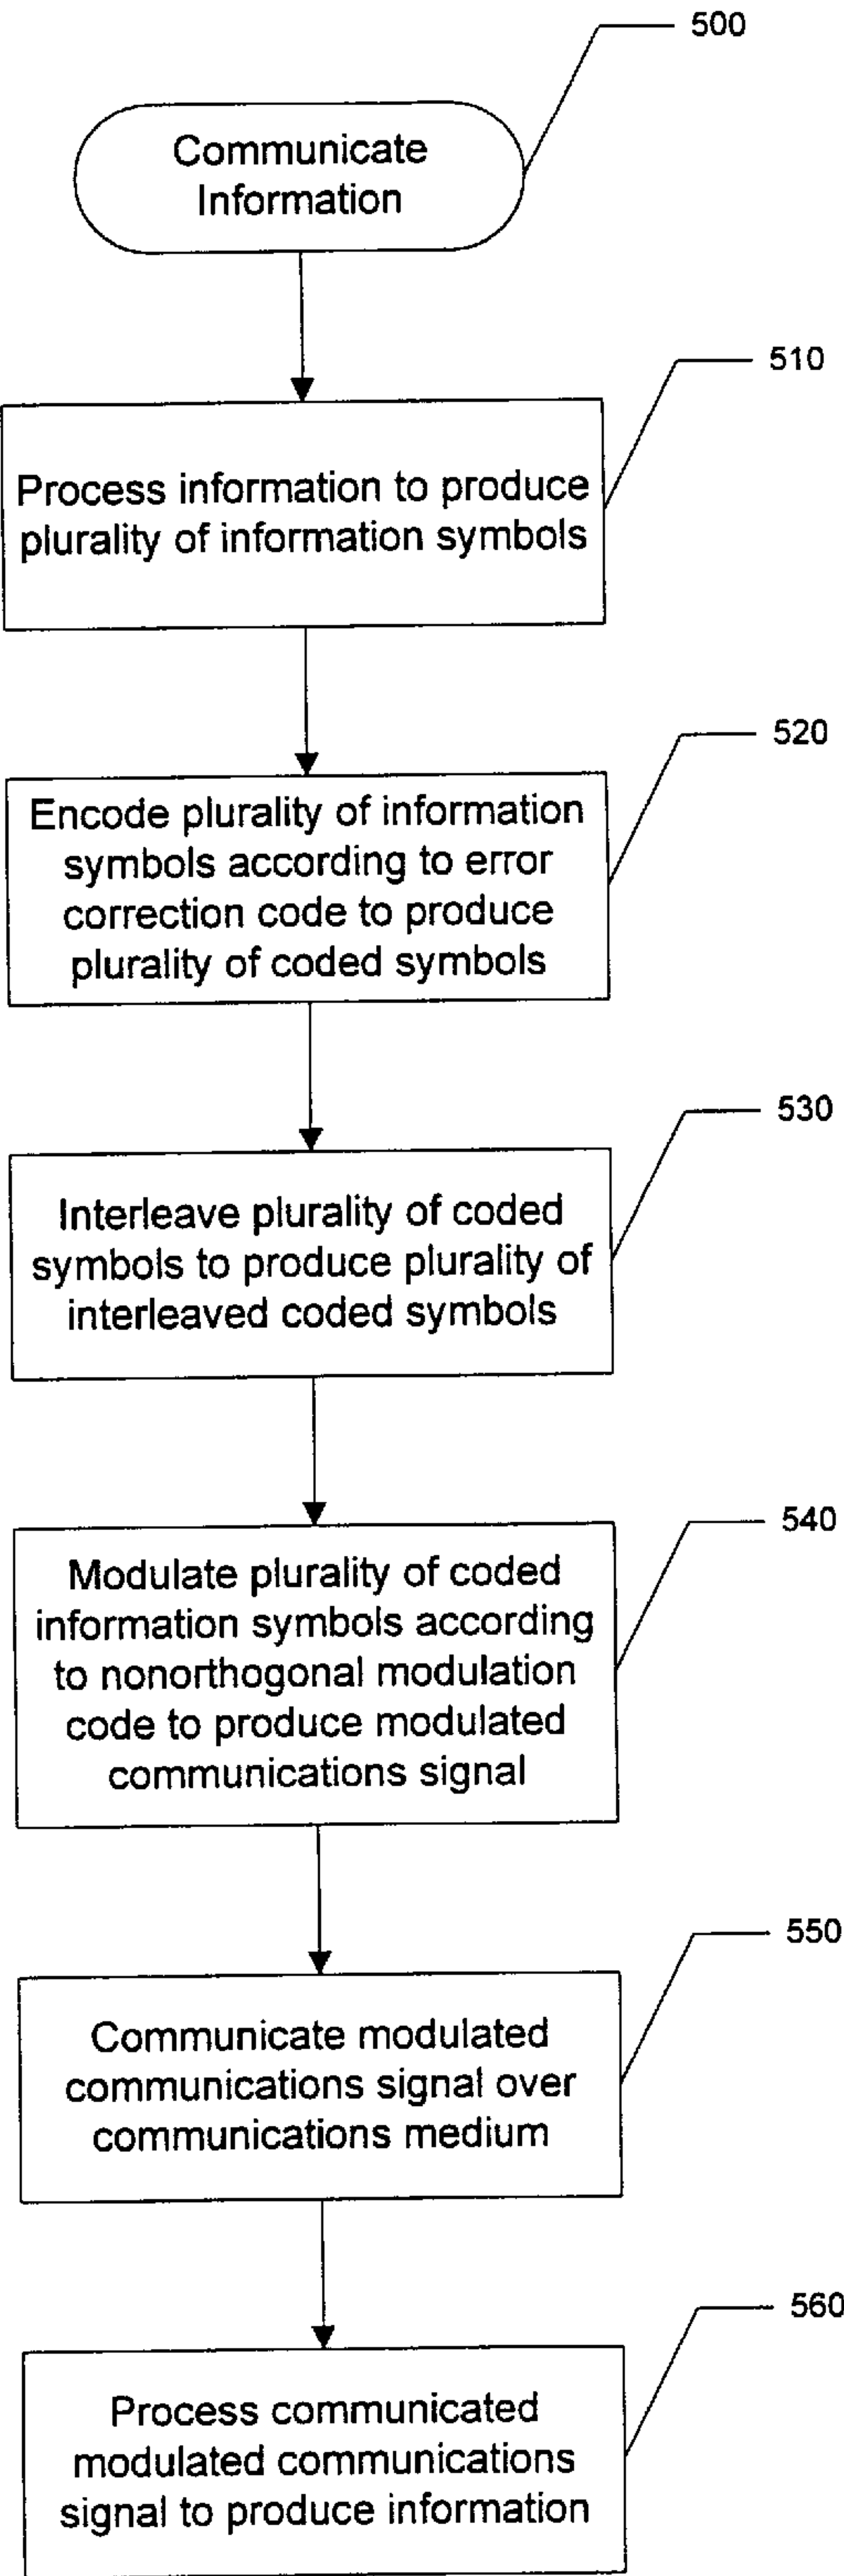 500
Communicate
Information
510
Process information to produce
plurality of information symbols
520
Encode plurality of information
symbols according to error
correction code to produce
plurality of coded symbols
530
Interleave plurality of coded
symbols to produce plurality of
interleaved coded symbols
540
Modulate plurality of coded
information symbols according
to nonorthogonal modulation
code to produce modulated
communications signal
550
Communicate modulated
communications signal over
communications medium
560
Process communicated
modulated communications
signal to produce information